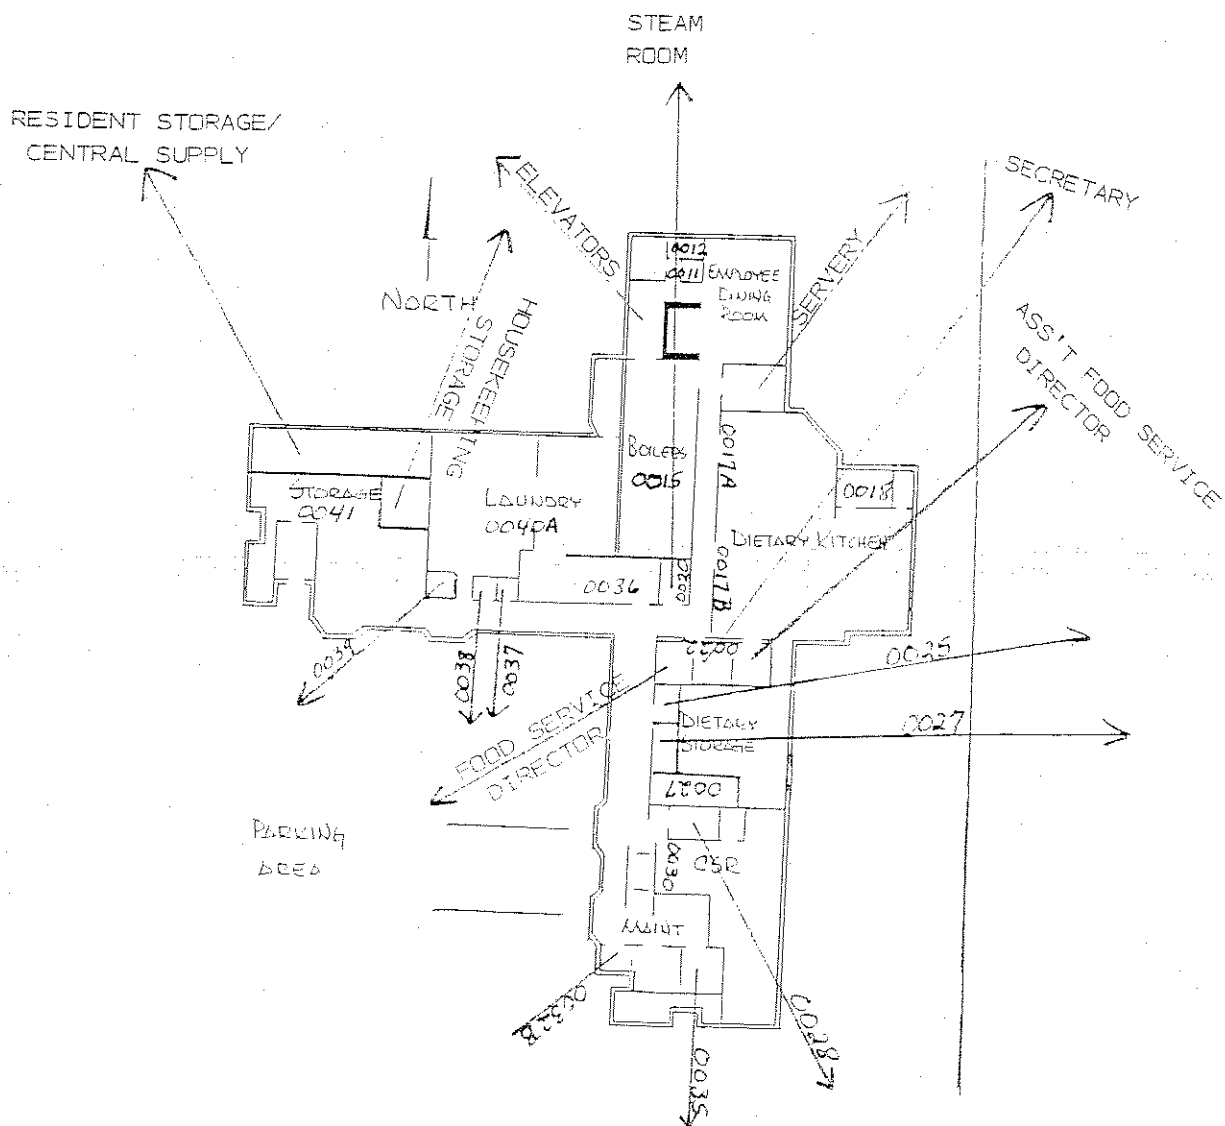 STEAM
ROOM
RESIDENT STORAGE/
CENTRAL SUPPLY
ELEVATORS
SECRETARY
SERVERY
NORTH
HOUSEKEEPING
STORAGE
0012
0011
EMPLOYEE
DINING
ROOM
ASS'T FOOD SERVICE
DIRECTOR
BOILERS
0015
0017A
0018
STORAGE
0041
LAUNDRY
0040A
DIETARY KITCHEN
0017B
0036
0039
0038
0037
0025
0027
FOOD SERVICE
DIRECTOR
DIETARY
STORAGE
0027
PARKING
AREA
0030
CSR
MAINT
0032B
0028
0035